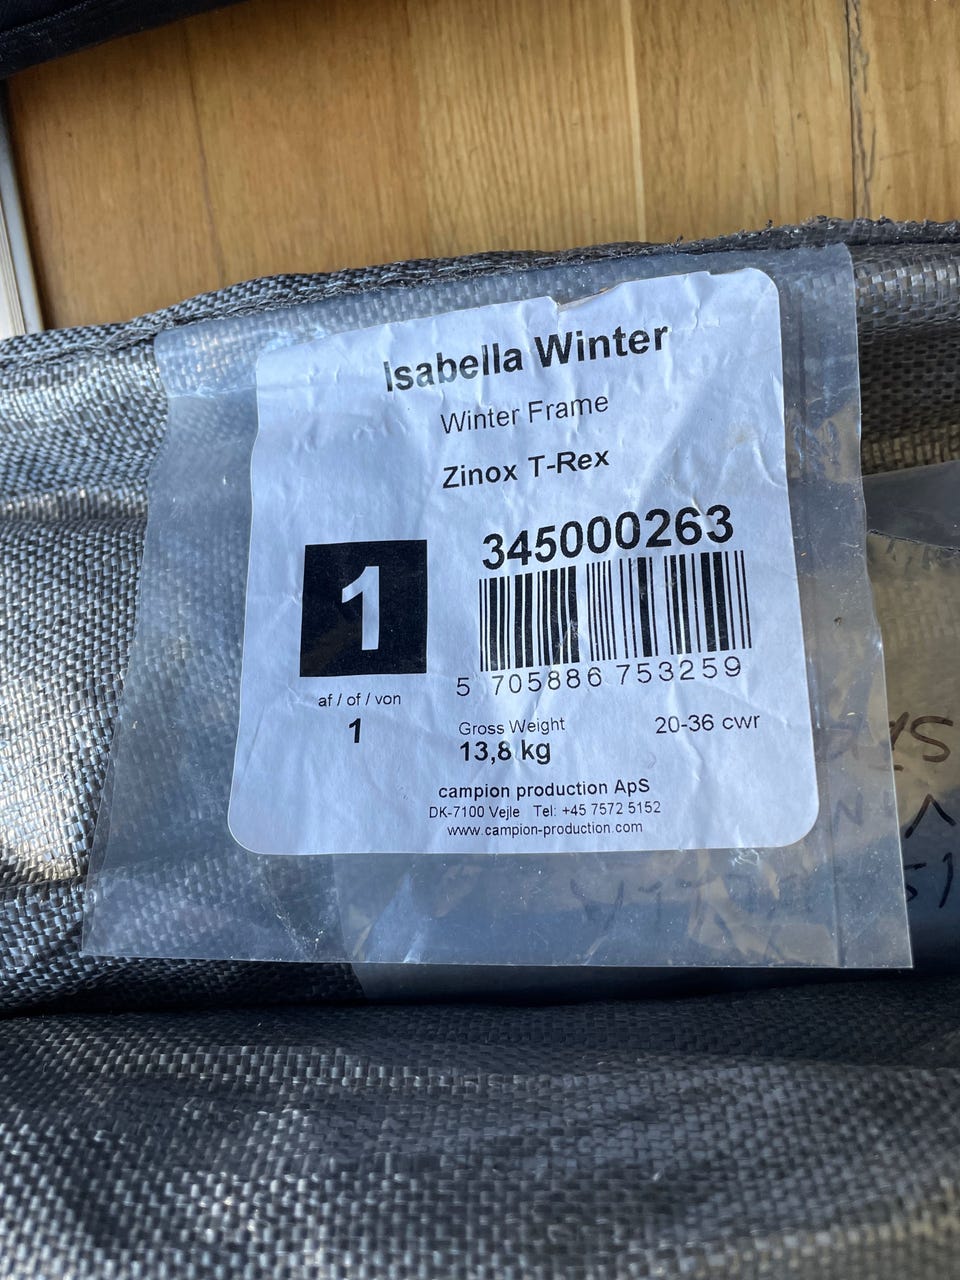 Isabella Winter
Winter Frame
Zinox T-Rex
345000263
1
5 705886 753259
af / of / von
1
Gross Weight
13,8 kg
20-36 cwr
campion production ApS
DK-7100 Vejle Tel: +45 7572 5152
www.campion-production.com